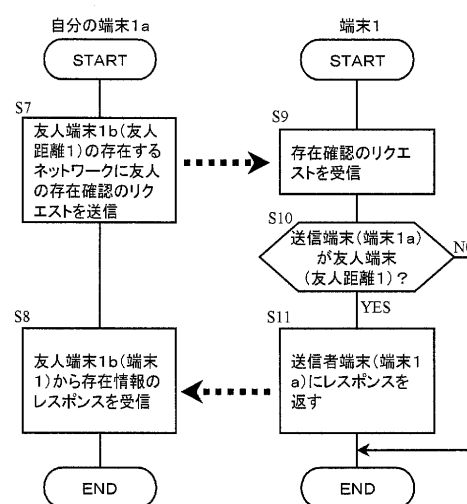 自分の端末1a
START
S7
友人端末1b(友人
距離1)の存在する
ネットワークに友人
の存在確認のリク
エストを送信
S8
友人端末1b(端末
1)から存在情報の
レスポンスを受信
END
端末1
START
S9
存在確認のリクエ
ストを受信
S10
送信端末(端末1a)
が友人端末
(友人距離1)?
NO
YES
S11
送信者端末(端末1
a)にレスポンスを
返す
END